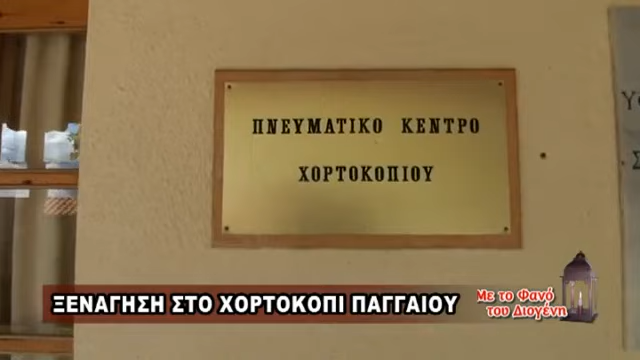 ΠΝΕΥΜΑΤΙΚΟ ΚΕΝΤΡΟ
ΧΟΡΤΟΚΟΠΙΟΥ
ΞΕΝΑΓΗΣΗ ΣΤΟ ΧΟΡΤΟΚΟΠΙ ΠΑΓΓΑΙΟΥ
Με το Φανό
του Διογένη